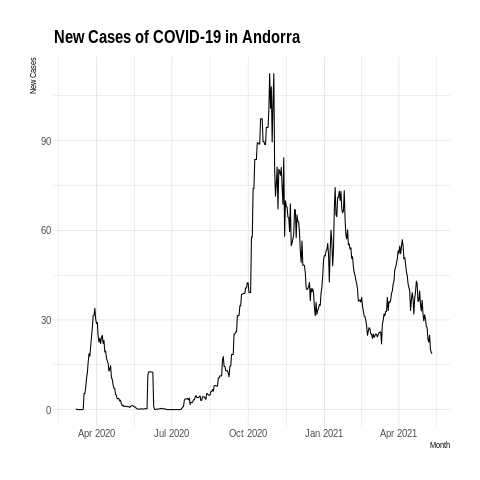 New Cases of COVID-19 in Andorra
New Cases
90
60
30
0
Apr 2020 Jul 2020 Oct 2020 Jan 2021 Apr 2021
Month